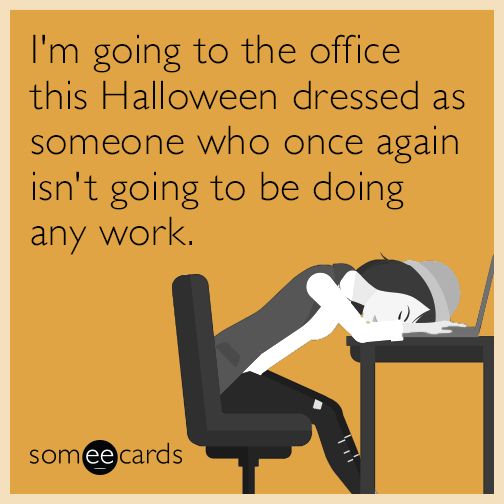 I'm going to the office
this Halloween dressed as
someone who once again
isn't going to be doing
any work.
someecards